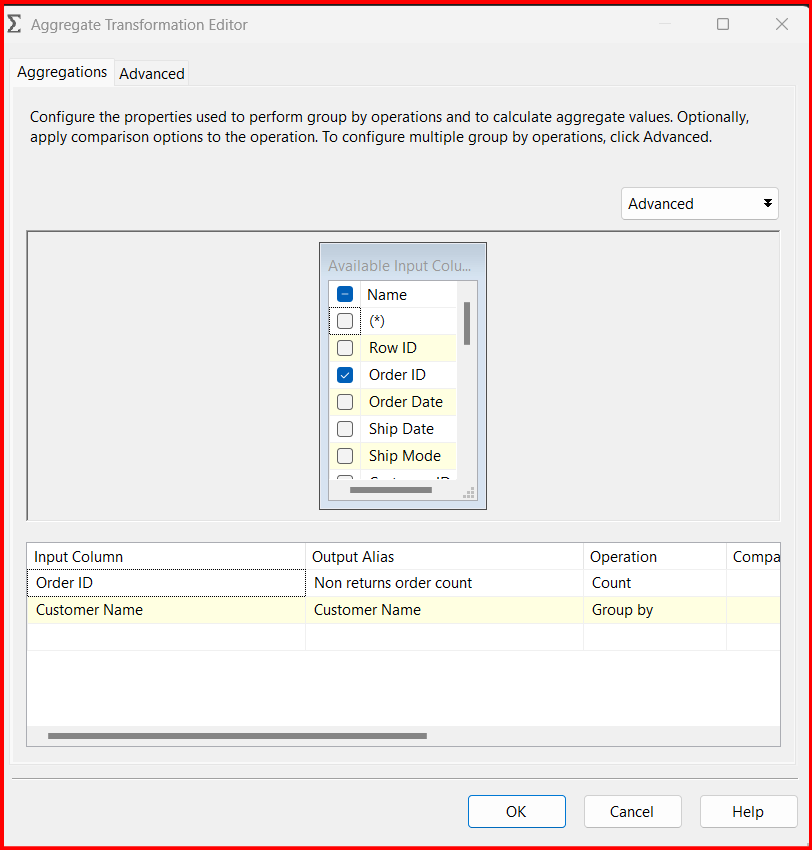 Aggregate Transformation Editor
Aggregations
Advanced
Configure the properties used to perform group by operations and to calculate aggregate values. Optionally,
apply comparison options to the operation. To configure multiple group by operations, click Advanced.
Advanced
Available Input Colu...
Name
(*)
Row ID
Order ID
Order Date
Ship Date
Ship Mode
Input Column Output Alias Operation Compa
Order ID Non returns order count Count
Customer Name Customer Name Group by
OK Cancel Help